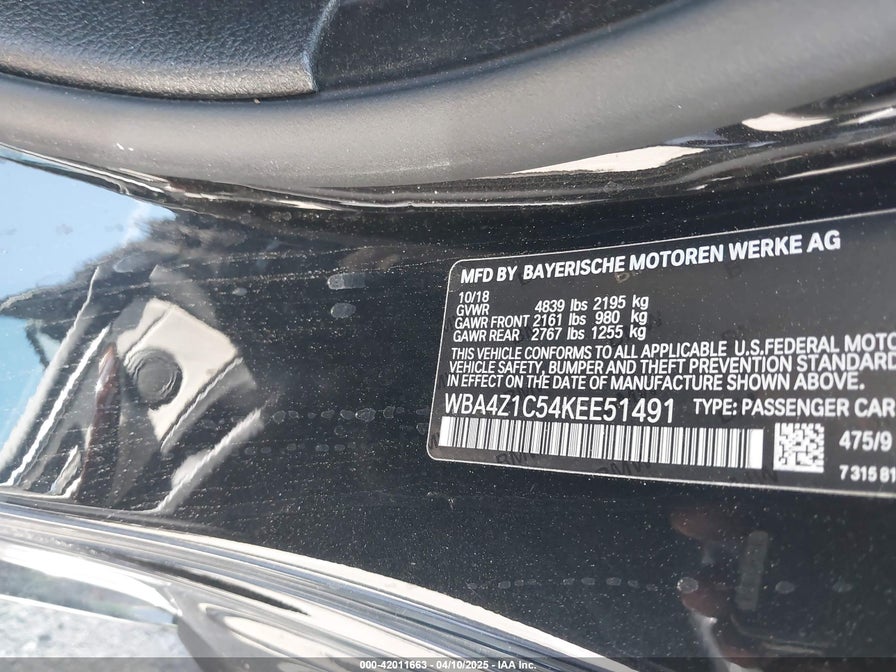 MFD BY BAYERISCHE MOTOREN WERKE AG
10/18
GVWR 4839 lbs 2195 kg
GAWR FRONT 2161 lbs 980 kg
GAWR REAR 2767 lbs 1255 kg
THIS VEHICLE CONFORMS TO ALL APPLICABLE U.S.FEDERAL MOTO
VEHICLE SAFETY, BUMPER AND THEFT PREVENTION STANDARD
IN EFFECT ON THE DATE OF MANUFACTURE SHOWN ABOVE.
WBA4Z1C54KEE51491 TYPE: PASSENGER CAR
475/9
7 315 81
000-42011663 - 04/10/2025 - IAA Inc.